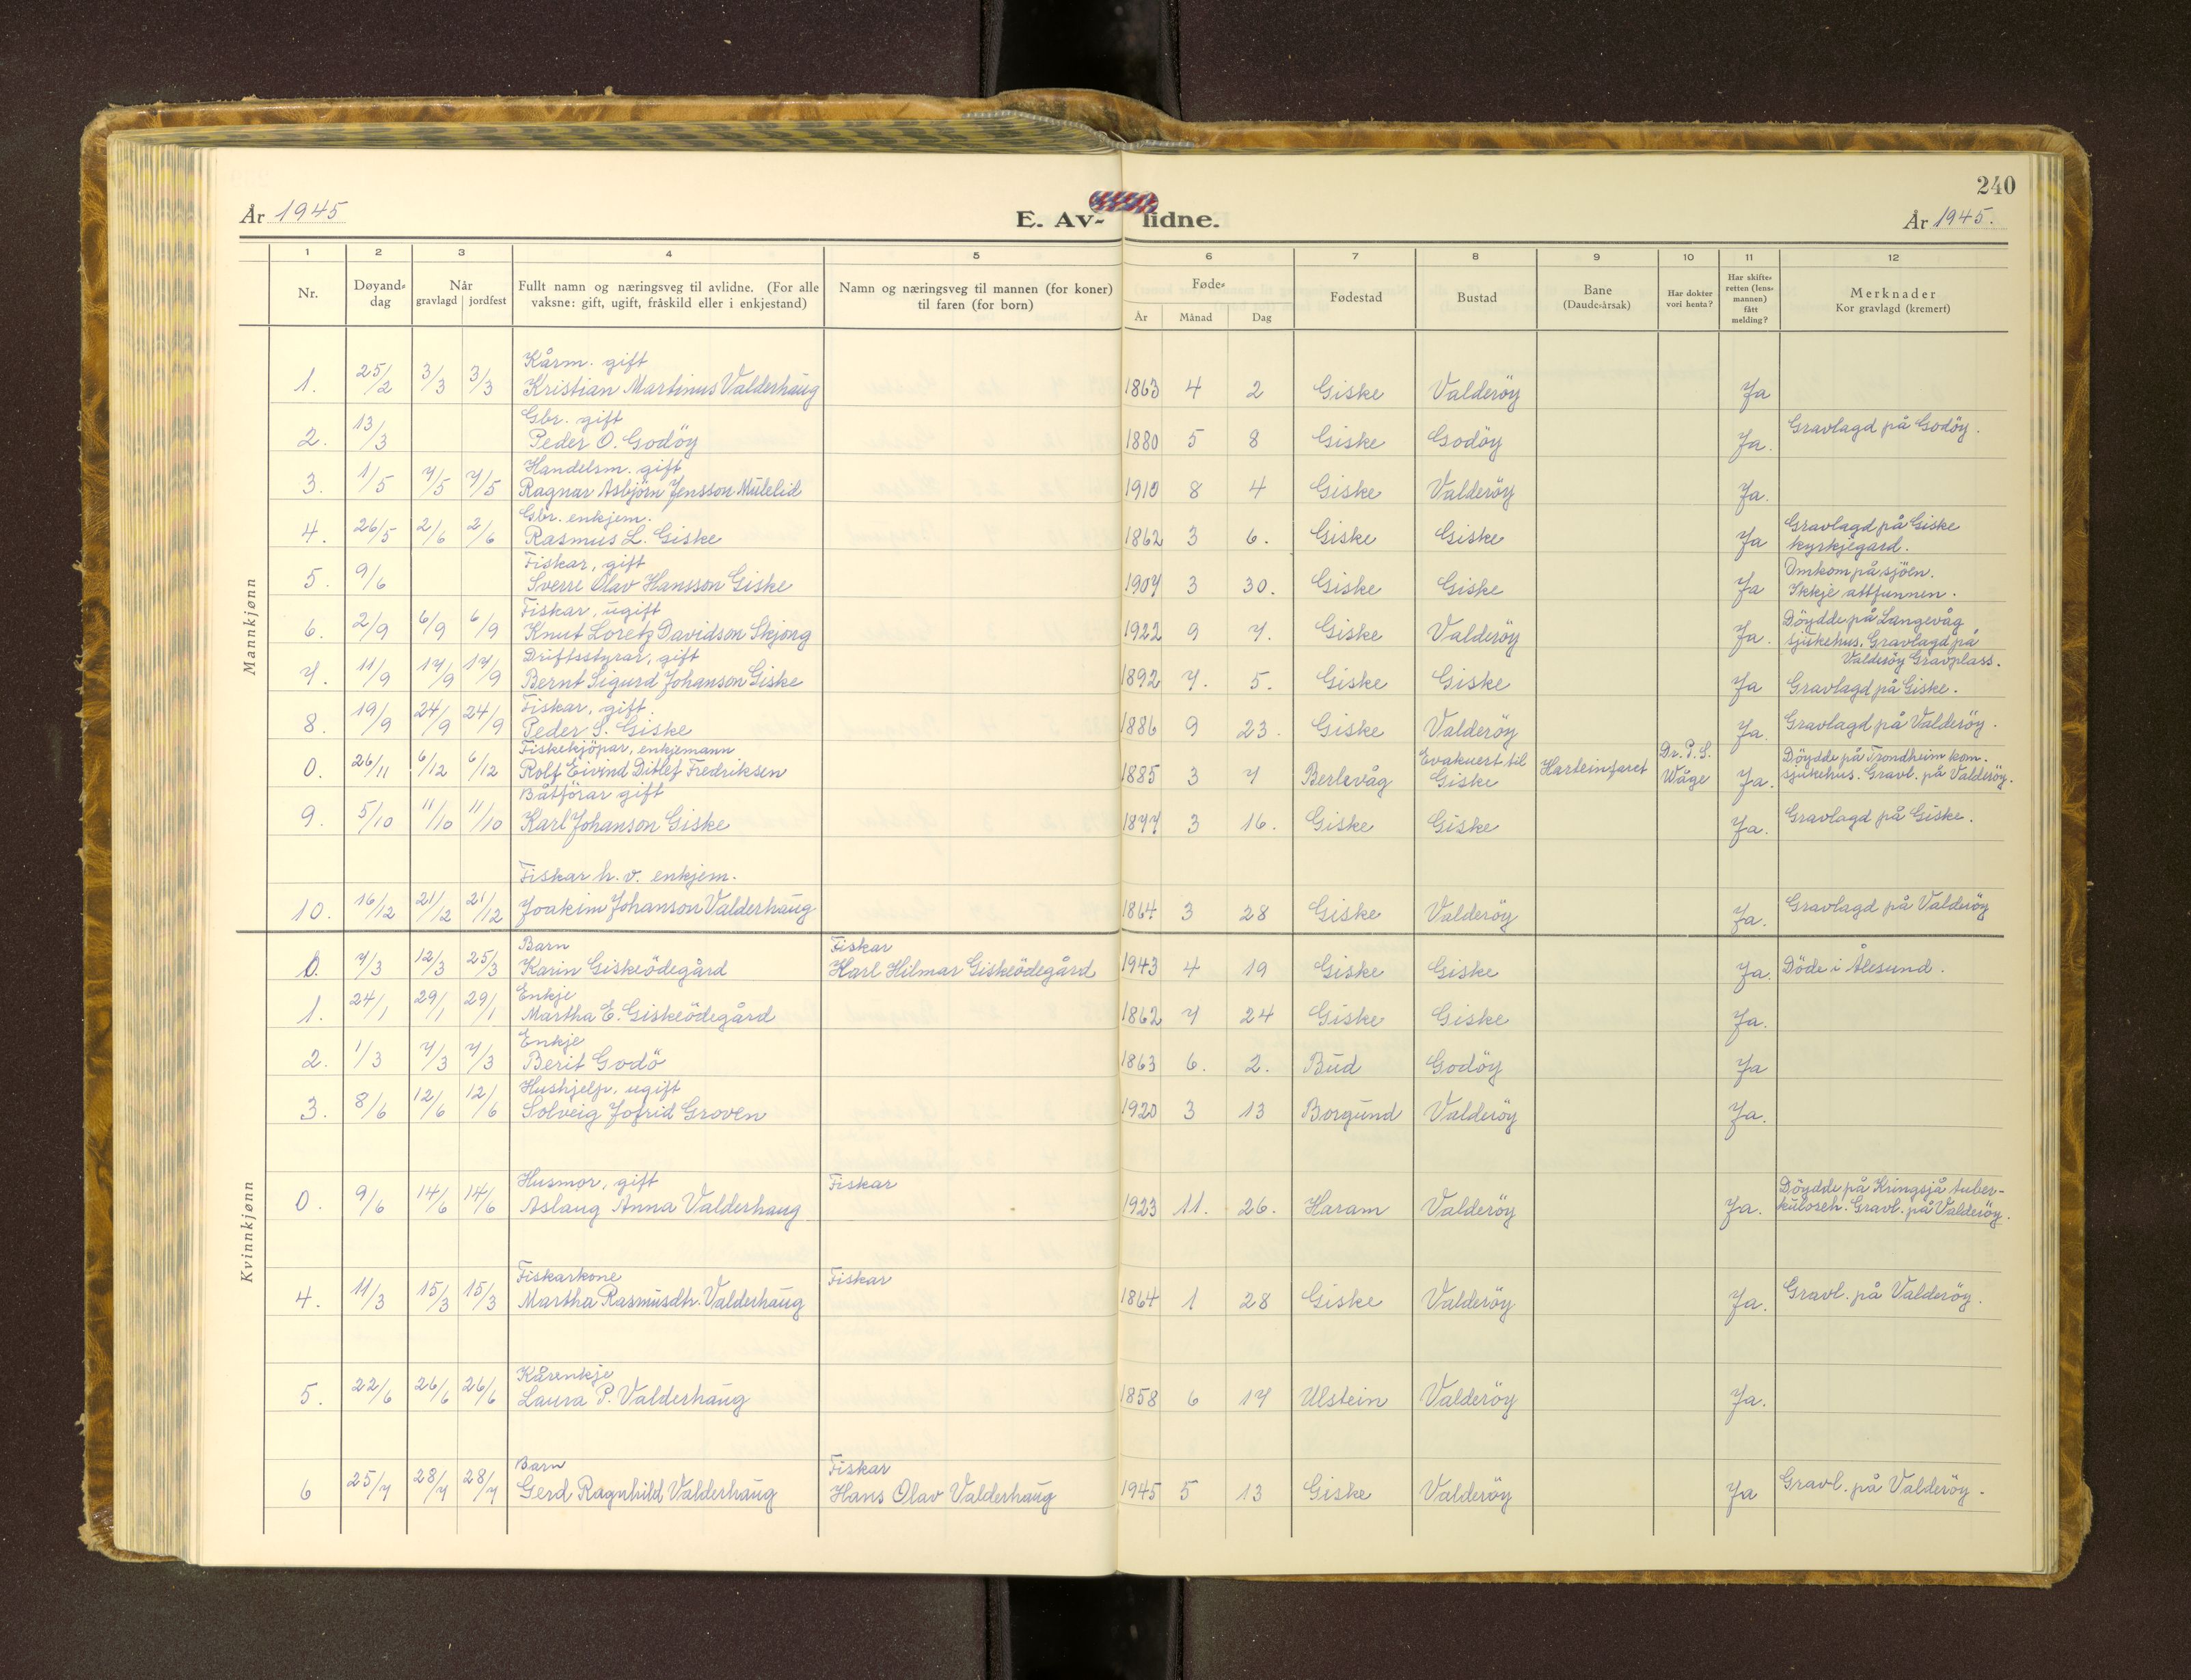 240
År 1945
E. Av- lidne.
År 1945.
1 2 3 4 5 6 7 8 9 10 11 12
Nr.
Døyand-dag
Når gravlagd jordfest
Fullt namn og næringsveg til avlidne. (For alle vaksne: gift, ugift, fråskild eller i enkjestand)
Namn og næringsveg til mannen (for koner) til faren (for born)
Føde- År Månad Dag
Fødestad
Bustad
Bane (Daude-årsak)
Har dokter vori henta?
Har skifte-retten (lens-mannen) fått melding?
Merknader Kor gravlagd (kremert)
Mannkjønn
Kårm. gift
1. 25/2 3/3 3/3 Kristian Martinus Valderhaug 1863 4 2 Giske Valderöy Ja
Gbr. gift
2. 13/3 Peder O. Godöy 1880 5 8 Giske Godöy Ja. Gravlagd på Godöy.
Handelsm. gift
3. 1/5 7/5 7/5 Ragnar Asbjörn Jensson Mulelid 1910 8 4 Giske Valderöy Ja.
Gbr. enkjem.
4. 26/5 2/6 2/6 Rasmus L. Giske 1862 3 6. Giske Giske Ja Gravlagd på Giske
kyrkjegard.
Fiskar, gift
5. 9/6 Sverre Olav Hansson Giske 1907 3 30. Giske Giske Ja Omkom på sjöen.
Ikkje attfunnen.
Fiskar, ugift
6. 2/9 6/9 6/9 Knut Loretz Davidson Skjong 1922 9 7. Giske Valderöy Ja. Döydde på Langevåg
sjukehus. Gravlagd på
Valderöy Gravplass.
Driftsstyrar, gift
7. 11/9 17/9 17/9 Bernt Sigurd Johanson Giske 1892 7. 5. Giske Giske Ja Gravlagd på Giske.
Fiskar, gift.
8. 19/9 24/9 24/9 Peder S. Giske 1886 9 23. Giske Valderöy Ja. Gravlagd på Valderöy.
Fiskekjöpar, enkjemann
0. 26/11 6/12 6/12 Rolf Eivind Ditlef Fredriksen 1885 3 7 Berlevåg Evakuert til Giske Harteinfaret Dr. P. S. Wåge Ja. Döydde på Trondheim kom.
sjukehus. Gravl. på Valderöy.
Båtförar gift
9. 5/10 11/10 11/10 Karl Johanson Giske 1877 3 16. Giske Giske Ja. Gravlagd på Giske.
Fiskar h. v. enkjem.
10. 16/12 21/12 21/12 Joakim Johanson Valderhaug 1864 3 28 Giske Valderöy Ja. Gravlagd på Valderöy
Kvinnkjønn
Barn Fiskar
0. 7/3 12/3 25/3 Karin Giskeödegård Karl Hilmar Giskeödegård 1943 4 19 Giske Giske Ja. Döde i Ålesund.
Enkje
1. 24/1 29/1 29/1 Martha E. Giskeödegård 1862 7 24 Giske Giske Ja.
Enkje
2. 1/3 7/3 7/3 Berit Godö 1863 6. 2. Bud Godöy Ja
Hushjelp, ugift
3. 8/6 12/6 12/6 Solveig Jofrid Groven 1920 3 13 Borgund Valderöy Ja.
Husmor, gift Fiskar
0. 9/6 14/6 14/6 Aslaug Anna Valderhaug 1923 11. 26. Haram Valderöy Ja. Döydde på Kringsjå tuber-
kuloseh. Gravl. på Valderöy.
Fiskarkone Fiskar
4. 11/3 15/3 15/3 Martha Rasmusdtr. Valderhaug 1864 1 28 Giske Valderöy Ja. Gravl. på Valderöy.
Kårenkje
5. 22/6 26/6 26/6 Laura P. Valderhaug 1858 6 17 Ulstein Valderöy Ja.
Barn Fiskar
6 25/7 28/7 28/7 Gerd Ragnhild Valderhaug Hans Olav Valderhaug 1945 5 13 Giske Valderöy Ja Gravl. på Valderöy.